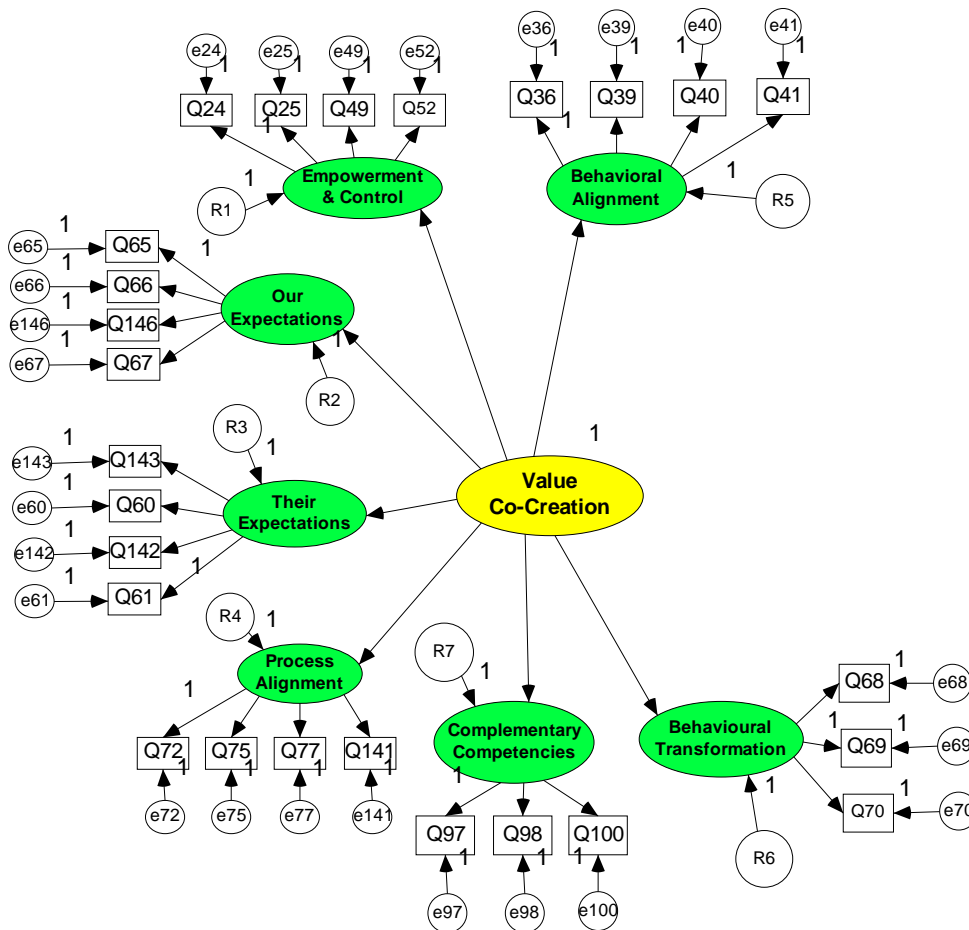 e24 e25 e49 e52
1 1 1 1
Q24 Q25 Q49 Q52
1
Empowerment
& Control
1
R1
e36 e39 e40 e41
1 1 1 1
Q36 Q39 Q40 Q41
1
Behavioral
Alignment
1
R5
1
e65 1 Q65
e66 1 Q66
e146 1 Q146
e67 1 Q67
Our
Expectations
1
R2
R3
1
e143 1 Q143
e60 1 Q60
e142 1 Q142
e61 1 Q61
1
Their
Expectations
1
Value
Co-Creation
R4
1
Process
Alignment
1
Q72 Q75 Q77 Q141
1 1 1 1
e72 e75 e77 e141
R7
1
Complementary
Competencies
1
Q97 Q98 Q100
1 1 1
e97 e98 e100
Behavioural
Transformation
1
R6
Q68 1 e68
1
Q69 1 e69
Q70 1 e70